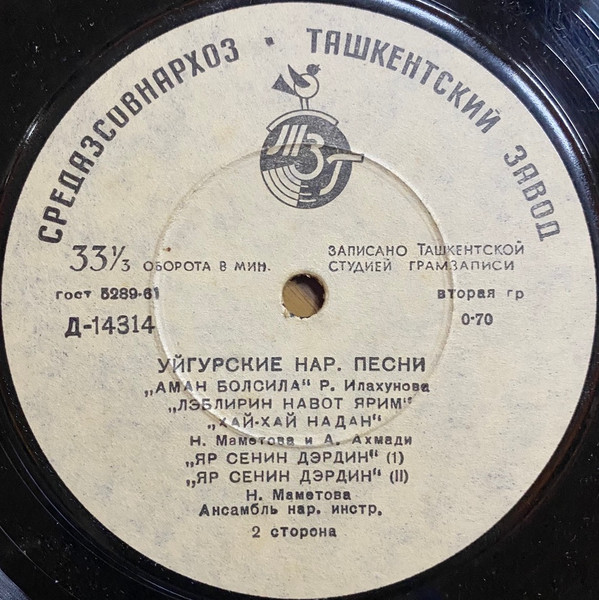 СРЕДАЗСОВНАРХОЗ • ТАШКЕНТСКИЙ ЗАВОД
ТЗГ
33⅓ ОБОРОТА В МИН.
ЗАПИСАНО ТАШКЕНТСКОЙ
СТУДИЕЙ ГРАМЗАПИСИ
ГОСТ 5289-61
вторая гр
Д-14314
0-70
УЙГУРСКИЕ НАР. ПЕСНИ
„АМАН БОЛСИЛА“ Р. Илахунова
„ЛЭБЛИРИН НАВОТ ЯРИМ“
„ХАЙ-ХАЙ НАДАН“
Н. Маметова и А. Ахмади
„ЯР СЕНИН ДЭРДИН“ (1)
„ЯР СЕНИН ДЭРДИН“ (II)
Н. Маметова
Ансамбль нар. инстр.
2 сторона